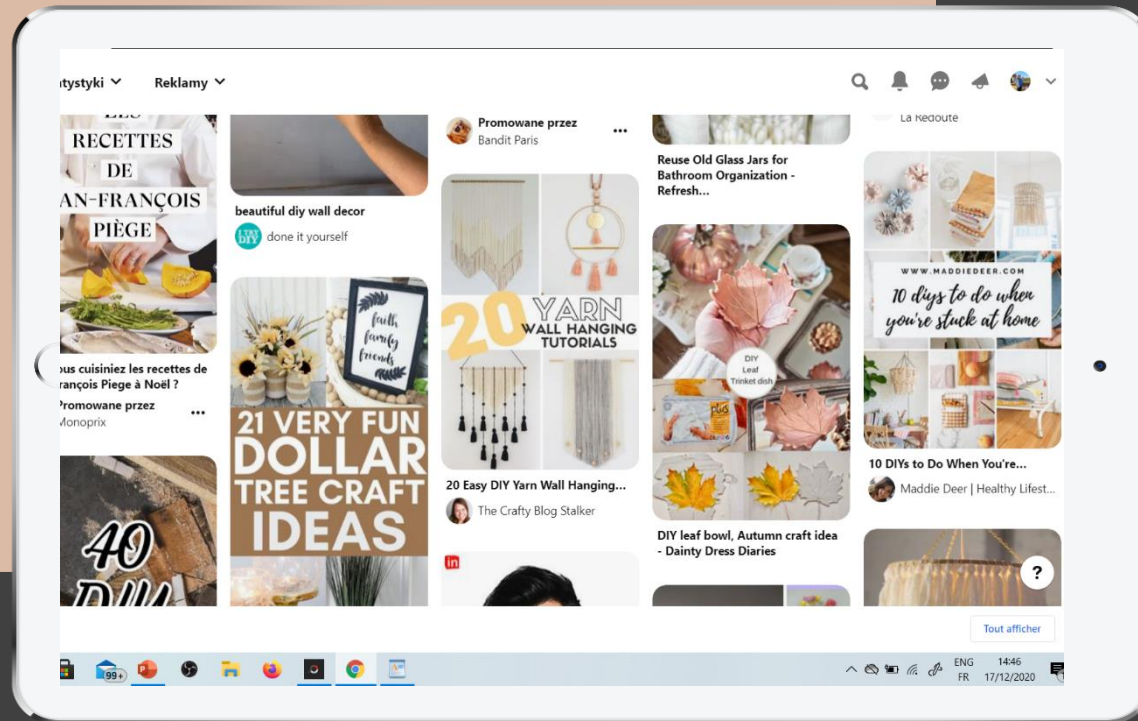 Reklamy
RECETTES
DE
AN-FRANÇOIS
PIÈGE
ous cuisiniez les recettes de
rançois Piege à Noël ?
Promowane przez
Monoprix
40
beautiful diy wall decor
I TRY
DIY
done it yourself
faith
family
friends
21 VERY FUN
DOLLAR
TREE CRAFT
IDEAS
Promowane przez
Bandit Paris
20 YARN
WALL HANGING
TUTORIALS
20 Easy DIY Yarn Wall Hanging...
The Crafty Blog Stalker
in
Reuse Old Glass Jars for
Bathroom Organization -
Refresh...
DIY
Leaf
Trinket dish
plus
DIY leaf bowl, Autumn craft idea
- Dainty Dress Diaries
La Redoute
WWW.MADDIEDEER.COM
10 diys to do when
you're stuck at home
10 DIYs to Do When You're...
Maddie Deer | Healthy Lifest...
?
Tout afficher
99+
ENG
FR
14:46
17/12/2020